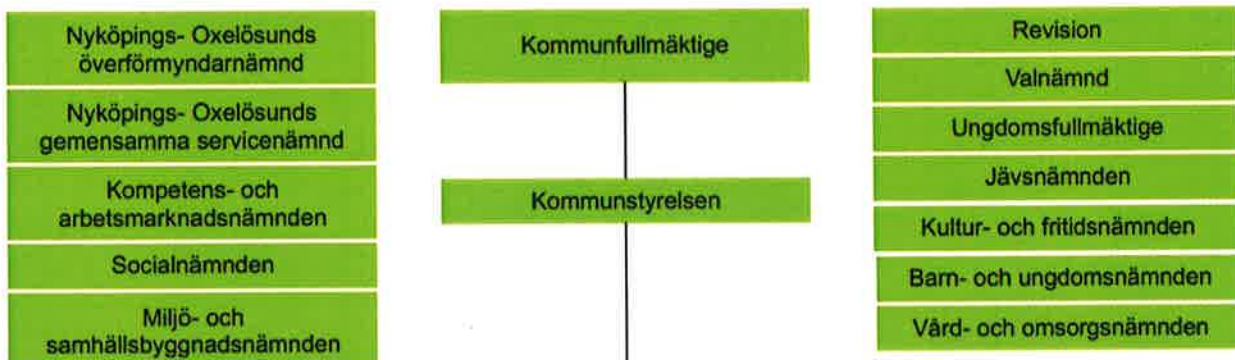 Nyköpings- Oxelösunds
överförmyndarnämnd
Nyköpings- Oxelösunds
gemensamma servicenämnd
Kompetens- och
arbetsmarknadsnämnden
Socialnämnden
Miljö- och
samhällsbyggnadsnämnden
Kommunfullmäktige
Kommunstyrelsen
Revision
Valnämnd
Ungdomsfullmäktige
Jävsnämnden
Kultur- och fritidsnämnden
Barn- och ungdomsnämnden
Vård- och omsorgsnämnden